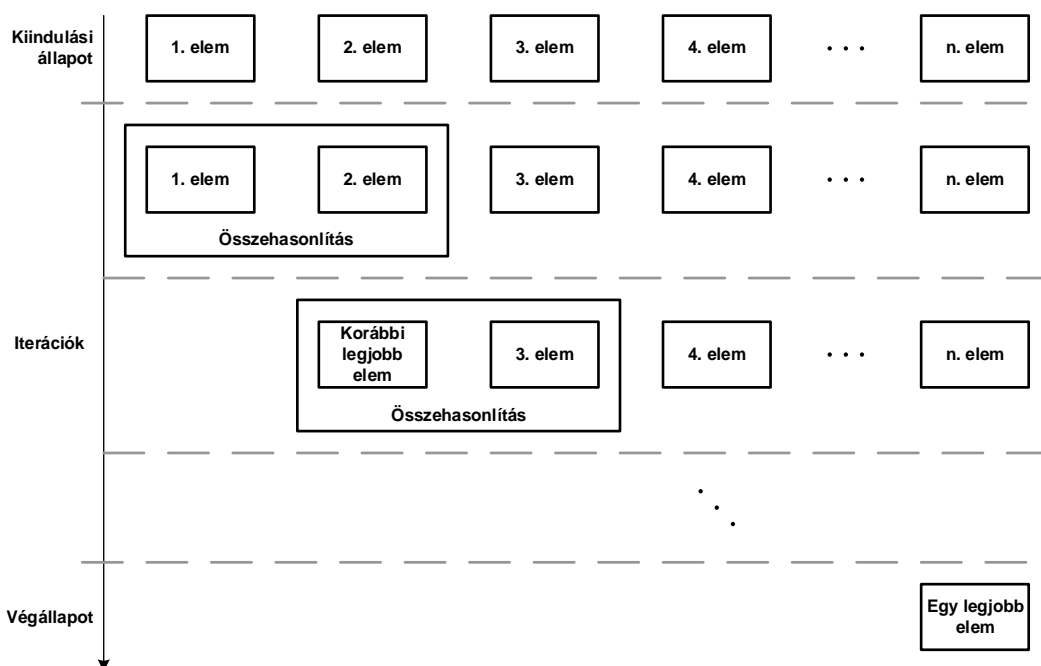 Kiindulási
állapot
1. elem
2. elem
3. elem
4. elem
. . .
n. elem
1. elem
2. elem
3. elem
4. elem
. . .
n. elem
Összehasonlítás
Iterációk
Korábbi
legjobb
elem
3. elem
4. elem
. . .
n. elem
Összehasonlítás
Végállapot
Egy legjobb
elem